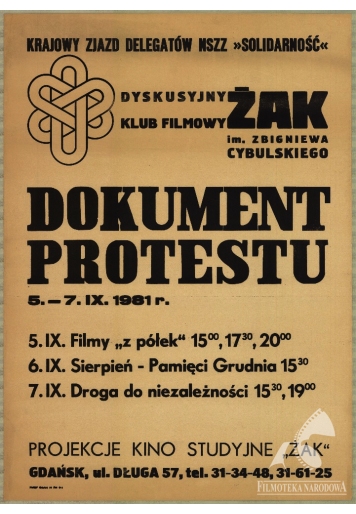 KRAJOWY ZJAZD DELEGATÓW NSZZ »SOLIDARNOŚĆ«
DYSKUSYJNY
KLUB FILMOWY
ŻAK
im. ZBIGNIEWA
CYBULSKIEGO
DOKUMENT
PROTESTU
5. – 7. IX. 1981 r.
5. IX. Filmy „z półek" 15⁰⁰, 17³⁰, 20⁰⁰
6. IX. Sierpień - Pamięci Grudnia 15³⁰
7. IX. Droga do niezależności 15³⁰, 19⁰⁰
PROJEKCJE KINO STUDYJNE „ŻAK"
GDAŃSK, ul. DŁUGA 57, tel. 31-34-48, 31-61-25
FILMOTEKA NARODOWA